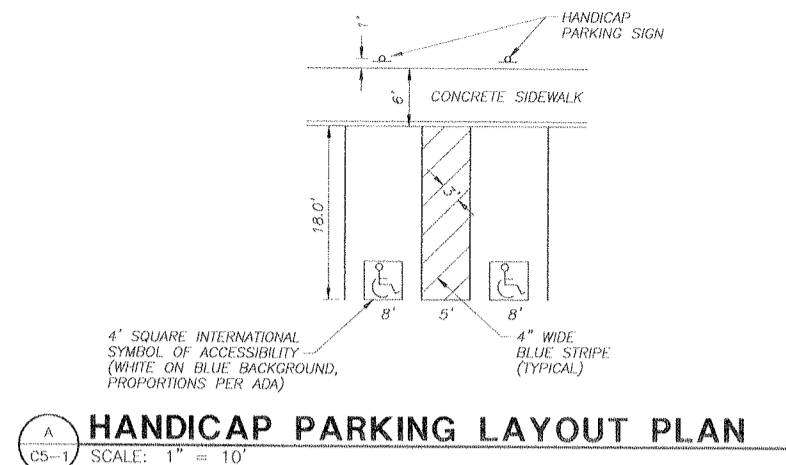 1'
HANDICAP
PARKING SIGN
6'
CONCRETE SIDEWALK
18.0'
3'
8'
5'
8'
4' SQUARE INTERNATIONAL
SYMBOL OF ACCESSIBILITY
(WHITE ON BLUE BACKGROUND,
PROPORTIONS PER ADA)
4" WIDE
BLUE STRIPE
(TYPICAL)
A
C5-1
HANDICAP PARKING LAYOUT PLAN
SCALE: 1" = 10'